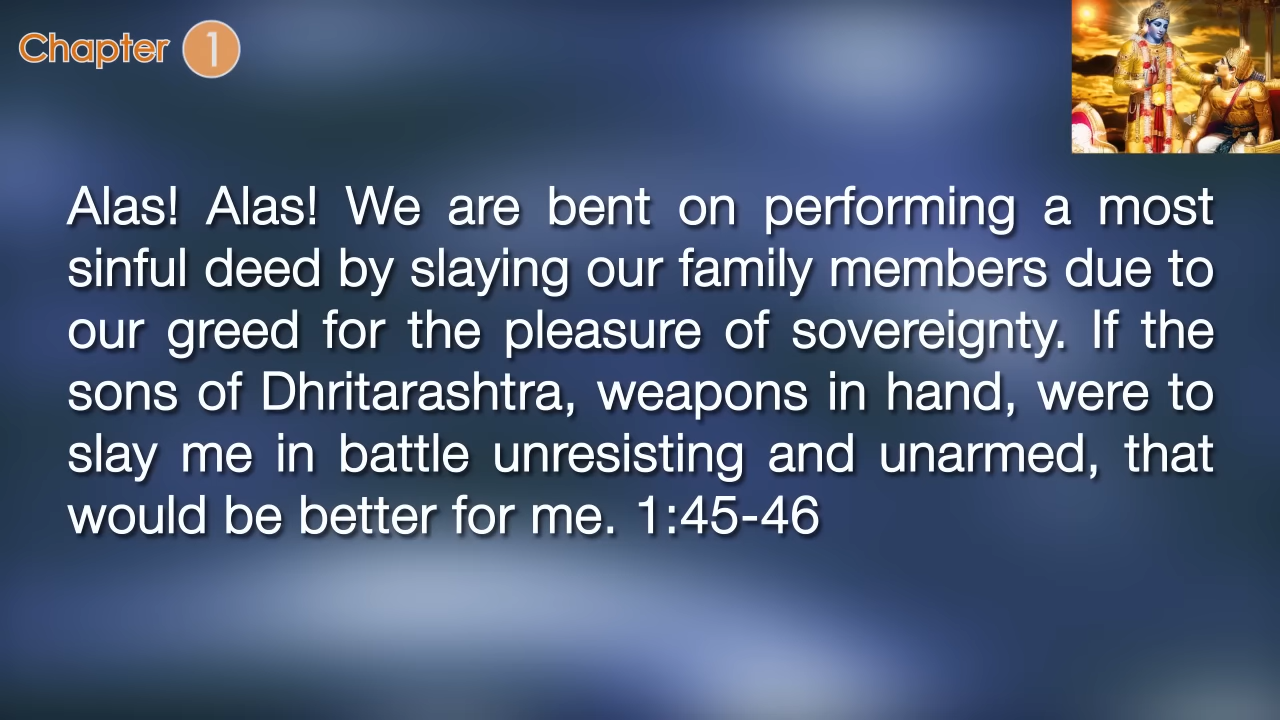 Chapter 1
Alas! Alas! We are bent on performing a most
sinful deed by slaying our family members due to
our greed for the pleasure of sovereignty. If the
sons of Dhritarashtra, weapons in hand, were to
slay me in battle unresisting and unarmed, that
would be better for me. 1:45-46